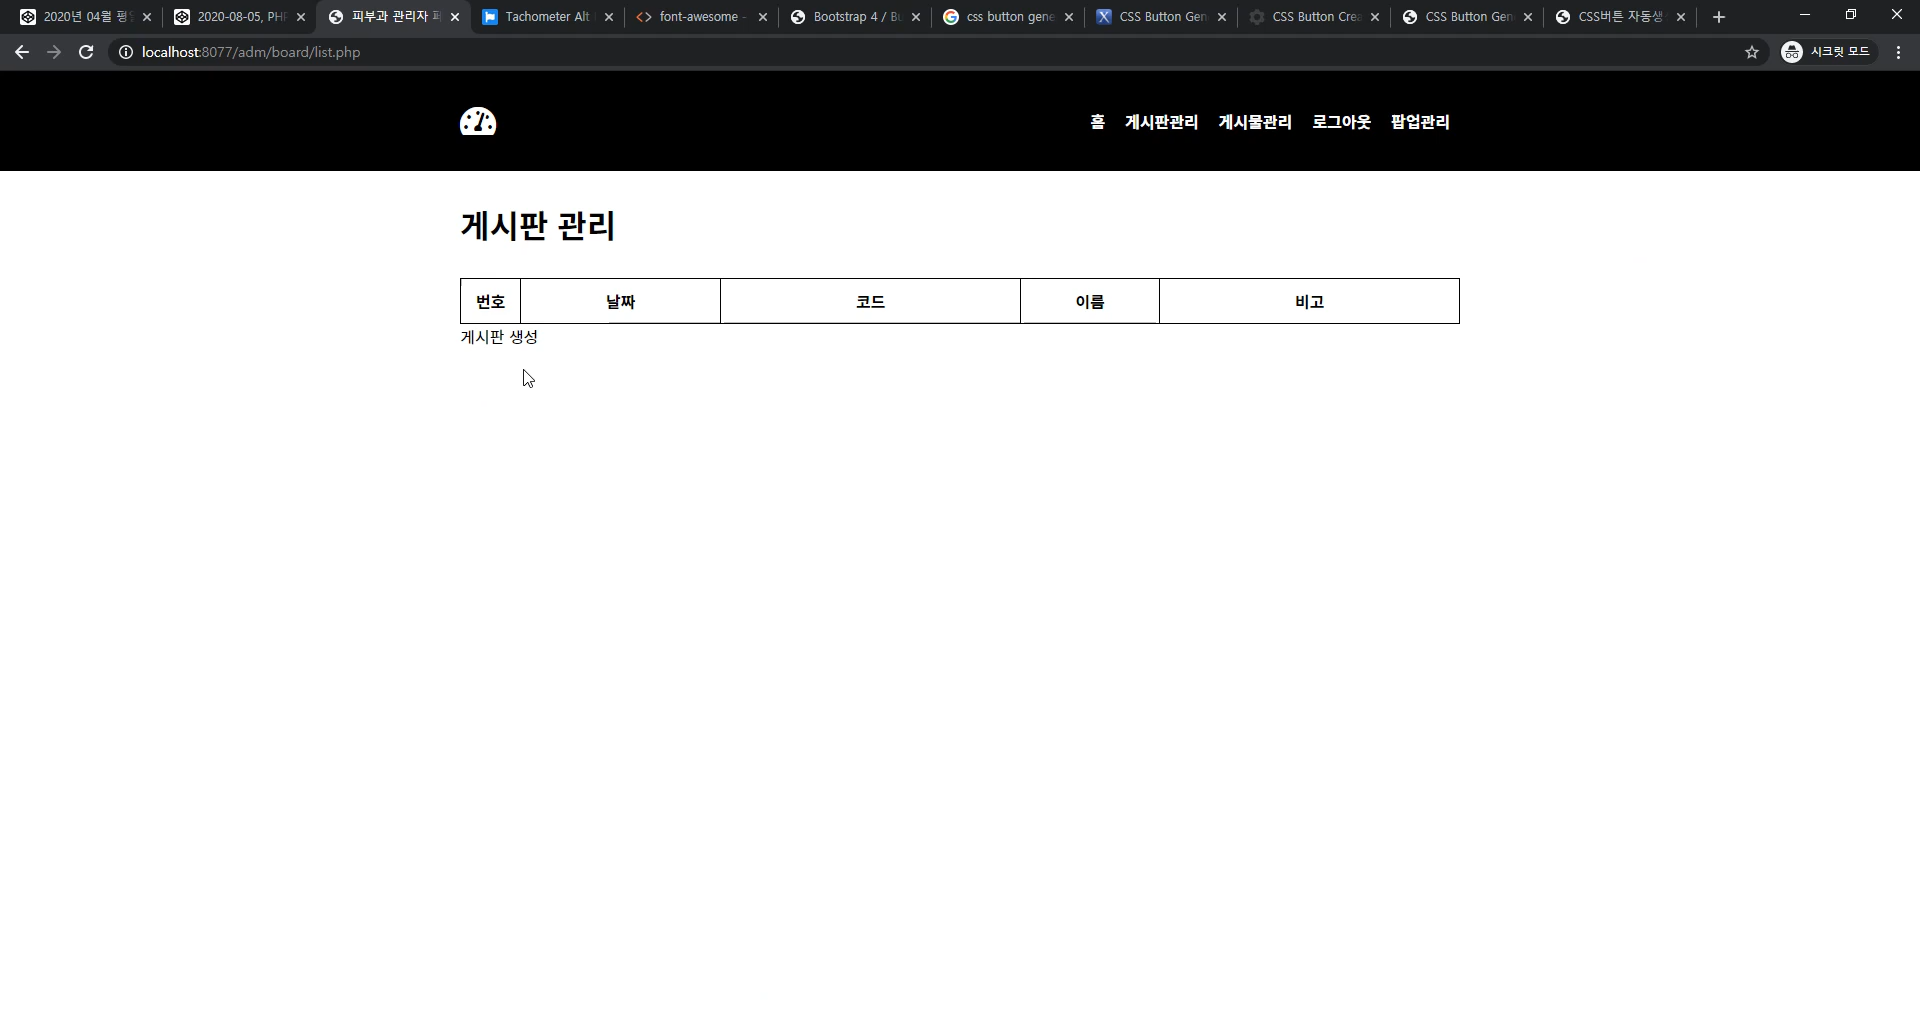 2020년 04월 평
2020-08-05, PHP
피부과 관리자 페
Tachometer Alt
font-awesome -
Bootstrap 4 / Bu
css button gene
CSS Button Gen
CSS Button Crea
CSS Button Gen
CSS버튼 자동생
localhost:8077/adm/board/list.php
시크릿 모드
홈 게시판관리 게시물관리 로그아웃 팝업관리
게시판 관리
번호 날짜 코드 이름 비고
게시판 생성